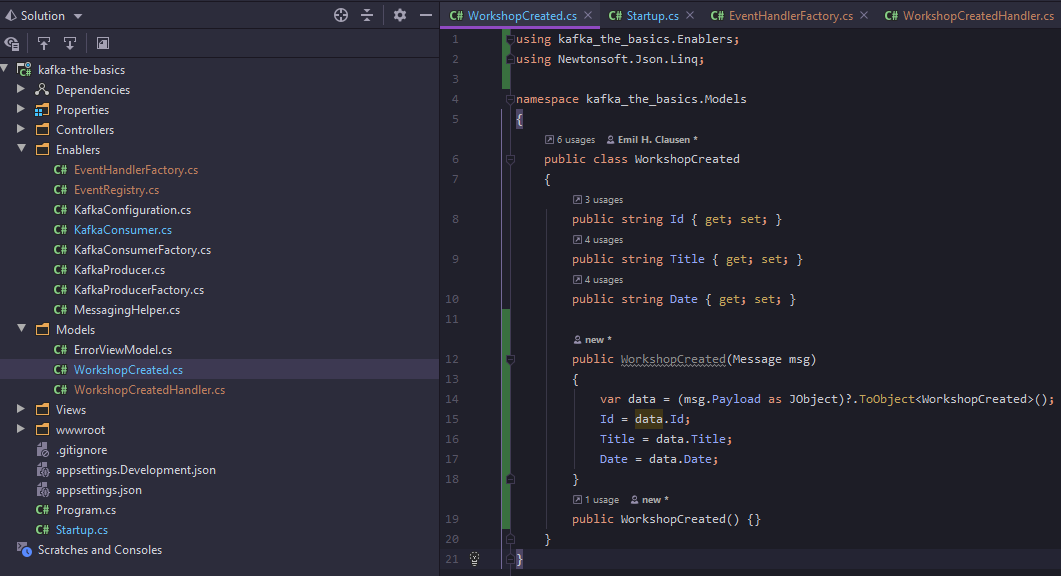 Solution
kafka-the-basics
Dependencies
Properties
Controllers
Enablers
C# EventHandlerFactory.cs
C# EventRegistry.cs
C# KafkaConfiguration.cs
C# KafkaConsumer.cs
C# KafkaConsumerFactory.cs
C# KafkaProducer.cs
C# KafkaProducerFactory.cs
C# MessagingHelper.cs
Models
C# ErrorViewModel.cs
C# WorkshopCreated.cs
C# WorkshopCreatedHandler.cs
Views
wwwroot
.gitignore
appsettings.Development.json
appsettings.json
C# Program.cs
C# Startup.cs
Scratches and Consoles
C# WorkshopCreated.cs × C# Startup.cs × C# EventHandlerFactory.cs × C# WorkshopCreatedHandler.cs
1 using kafka_the_basics.Enablers;
2 using Newtonsoft.Json.Linq;
3
4 namespace kafka_the_basics.Models
5 {
6 usages Emil H. Clausen *
6 public class WorkshopCreated
7 {
3 usages
8 public string Id { get; set; }
4 usages
9 public string Title { get; set; }
4 usages
10 public string Date { get; set; }
11
new *
12 public WorkshopCreated(Message msg)
13 {
14 var data = (msg.Payload as JObject)?.ToObject<WorkshopCreated>();
15 Id = data.Id;
16 Title = data.Title;
17 Date = data.Date;
18 }
1 usage new *
19 public WorkshopCreated() {}
20 }
21 }